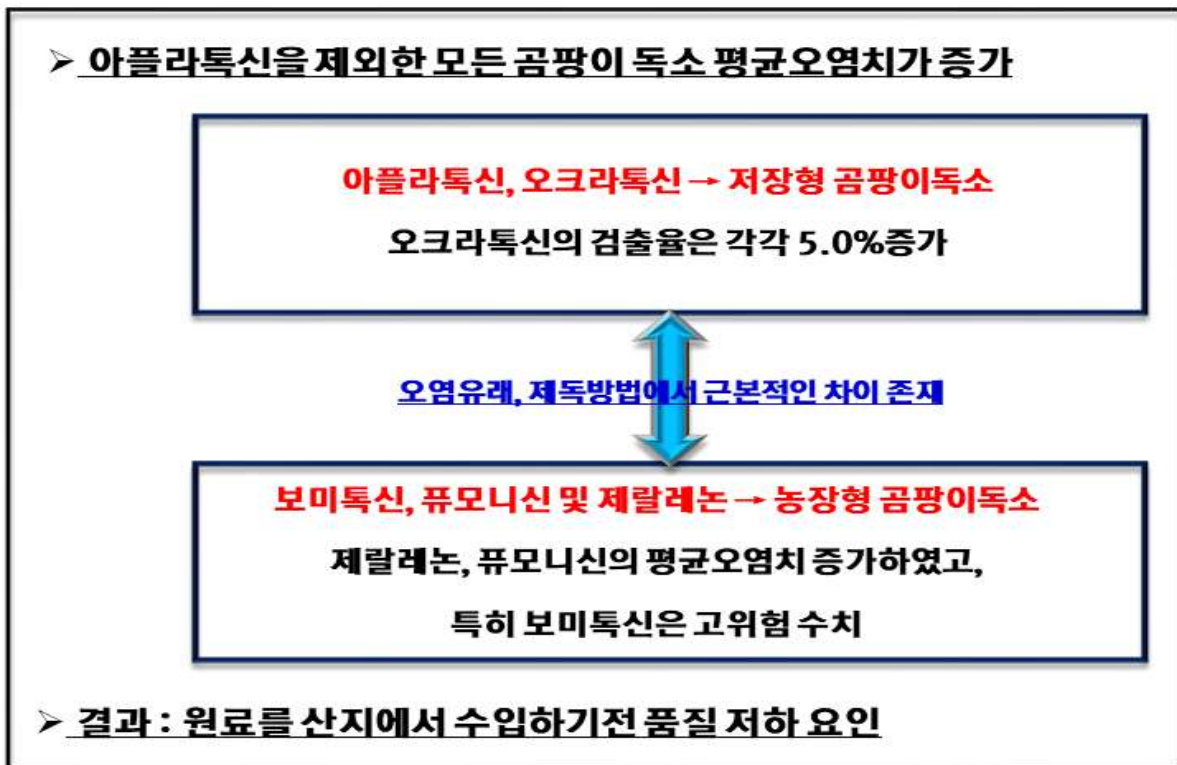 ➢ 아플라톡신을 제외한 모든 곰팡이 독소 평균오염치가 증가
아플라톡신, 오크라톡신 → 저장형 곰팡이독소
오크라톡신의 검출율은 각각 5.0%증가
오염유래, 제독방법에서 근본적인 차이 존재
보미톡신, 퓨모니신 및 제랄레논 → 농장형 곰팡이독소
제랄레논, 퓨모니신의 평균오염치 증가하였고,
특히 보미톡신은 고위험 수치
➢ 결과 : 원료를 산지에서 수입하기전 품질 저하 요인